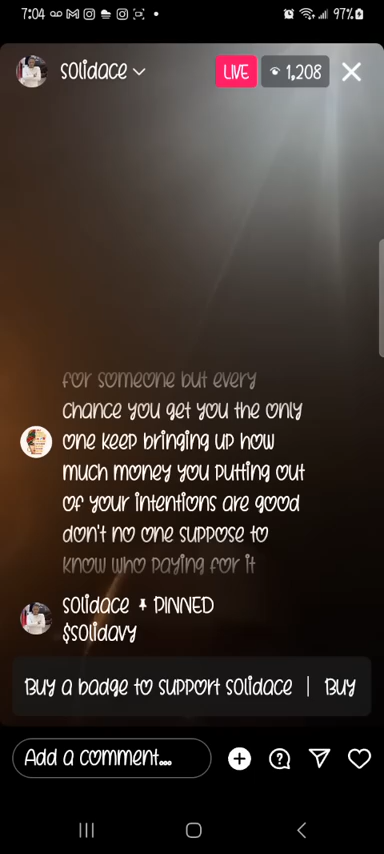 7:04
97%
solidace
LIVE
1,208
for someone but every
chance you get you the only
one keep bringing up how
much money you putting out
of your intentions are good
don't no one suppose to
know who paying for it
solidace PINNED
$solidavy
Buy a badge to support solidace | Buy
Add a comment...